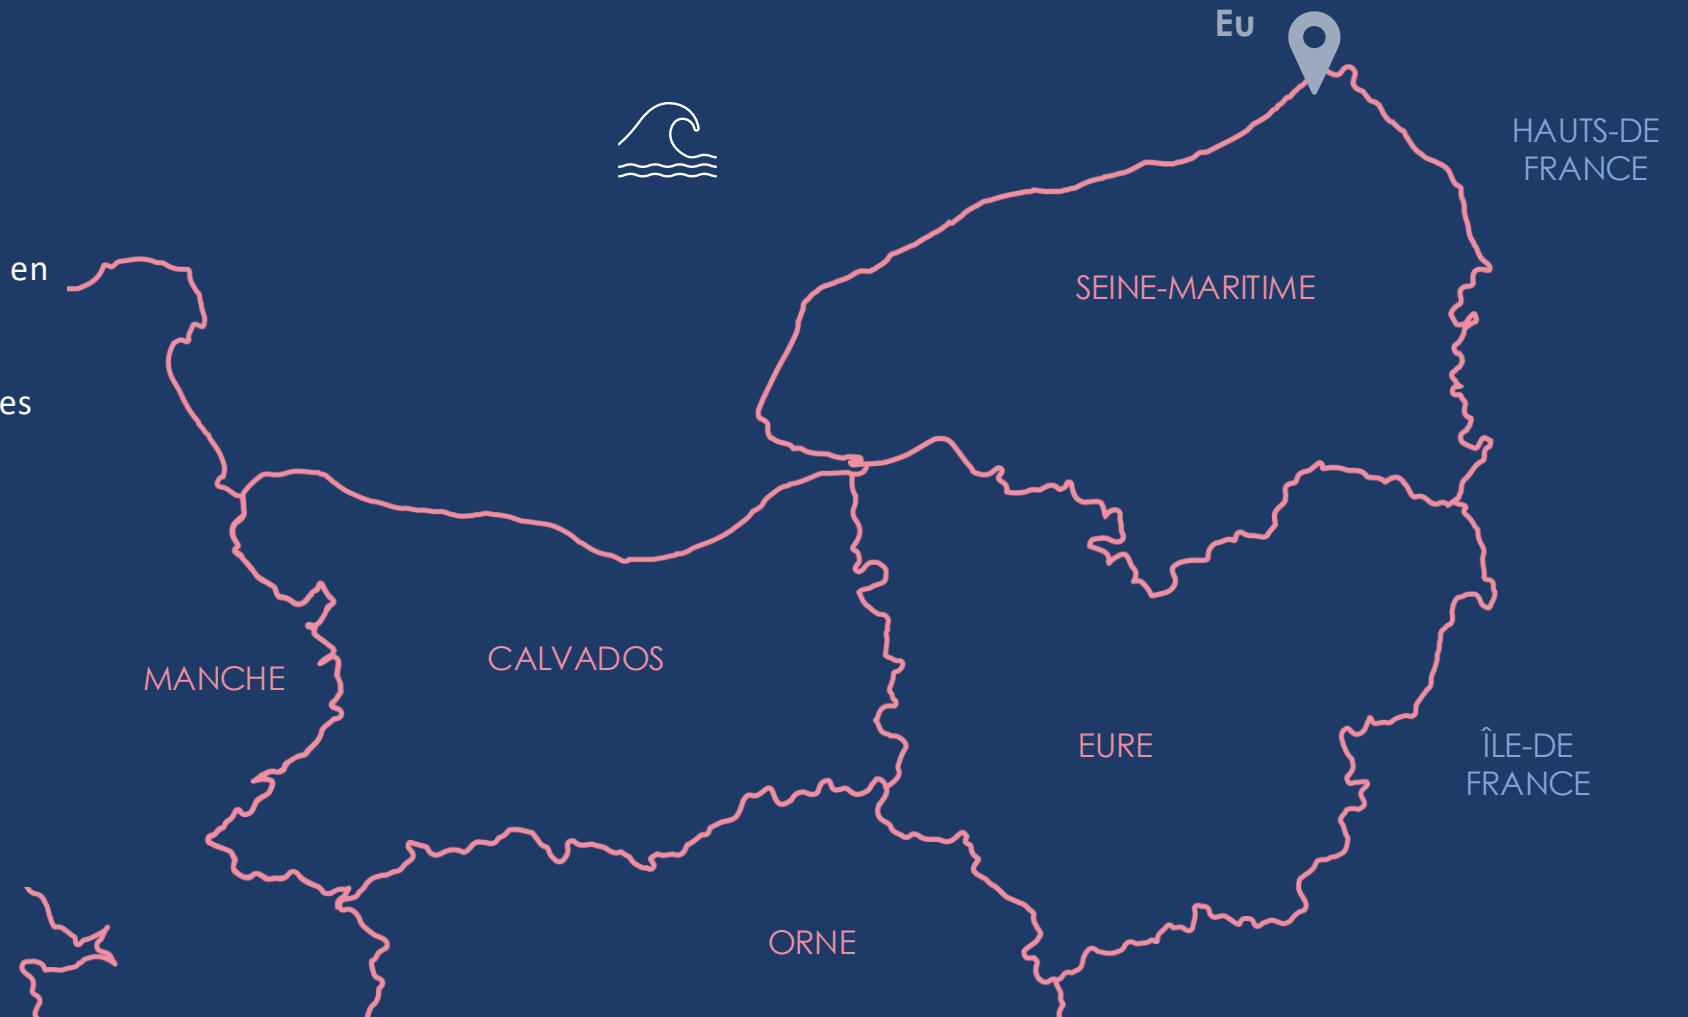 Eu
HAUTS-DE
FRANCE
en
SEINE-MARITIME
es
CALVADOS
MANCHE
EURE
ÎLE-DE
FRANCE
ORNE